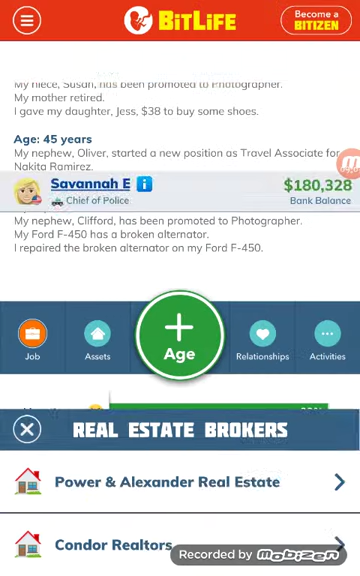 BITLIFE
Become a
BITIZEN
My niece, Susan, has been promoted to Photographer.
My mother retired.
I gave my daughter, Jess, $38 to buy some shoes.
Age: 45 years
My nephew, Oliver, started a new position as Travel Associate for
Nakita Ramirez.
Savannah E
$180,328
Chief of Police
Bank Balance
My nephew, Clifford, has been promoted to Photographer.
My Ford F-450 has a broken alternator.
I repaired the broken alternator on my Ford F-450.
Job
Assets
+
Age
Relationships
Activities
REAL ESTATE BROKERS
Power & Alexander Real Estate
Condor Realtors
Recorded by mobizen